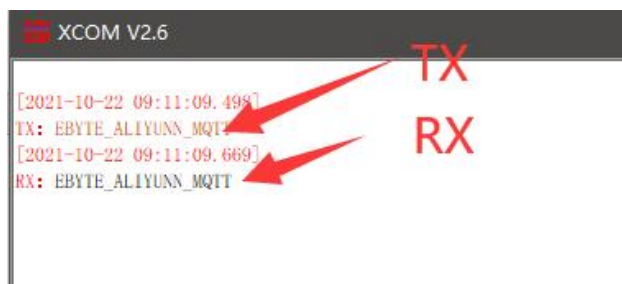 XCOM V2.6
TX
[2021-10-22 09:11:09.498]
TX: EBYTE_ALIYUNN_MQTT
[2021-10-22 09:11:09.669]
RX
RX: EBYTE_ALIYUNN_MQTT